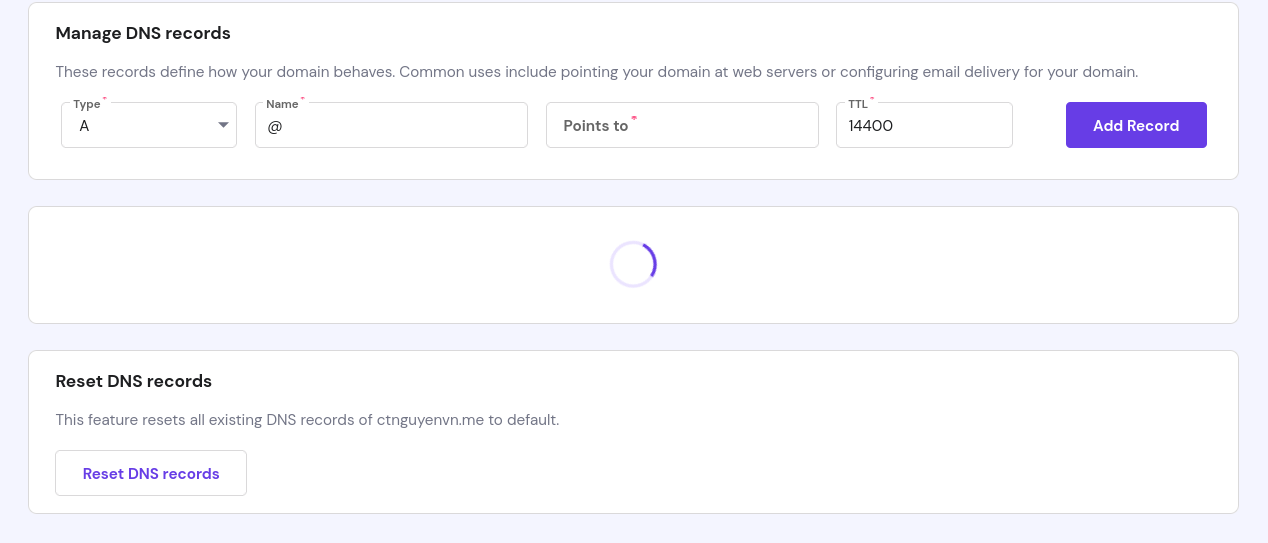 Manage DNS records
These records define how your domain behaves. Common uses include pointing your domain at web servers or configuring email delivery for your domain.
Type * Name * TTL *
A @ Points to * 14400 Add Record
Reset DNS records
This feature resets all existing DNS records of ctnguyenvn.me to default.
Reset DNS records